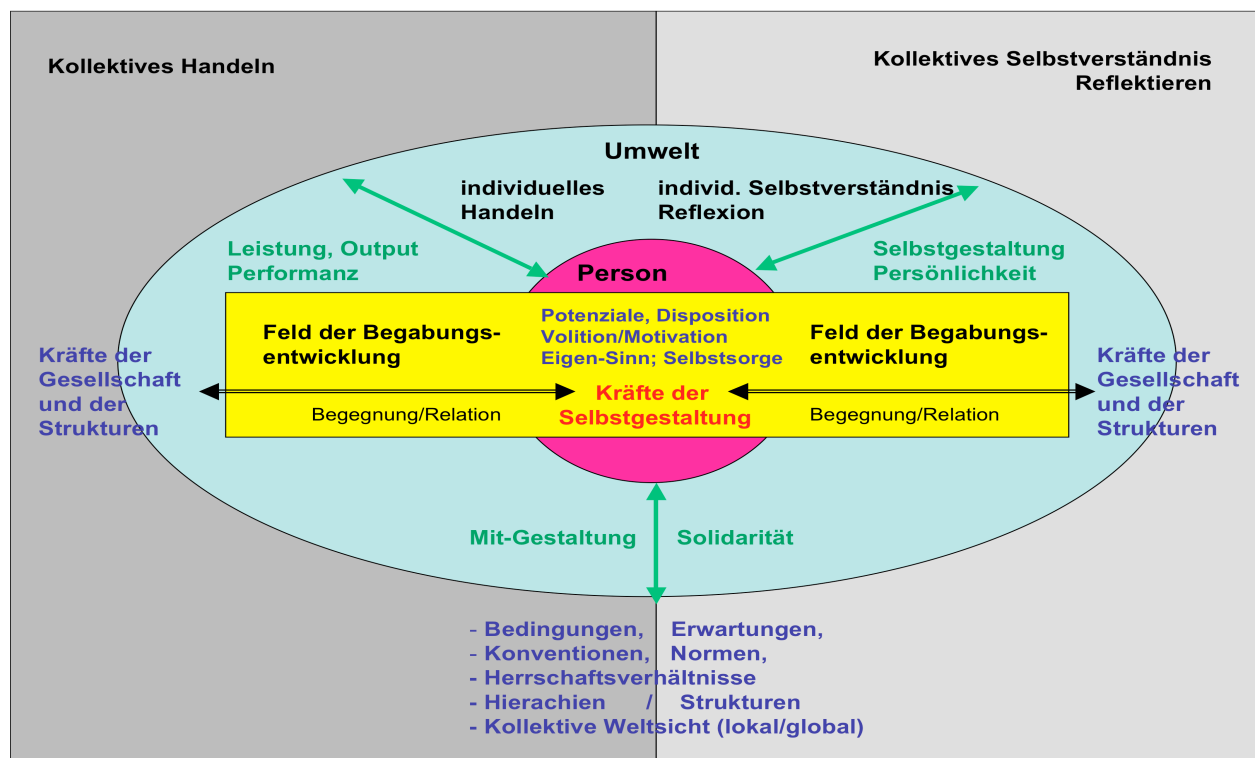 Kollektives Handeln
Kollektives Selbstverständnis
Reflektieren
Umwelt
individuelles
Handeln
individ. Selbstverständnis
Reflexion
Leistung, Output
Performanz
Selbstgestaltung
Persönlichkeit
Person
Feld der Begabungs-
entwicklung
Potenziale, Disposition
Volition/Motivation
Eigen-Sinn; Selbstsorge
Feld der Begabungs-
entwicklung
Kräfte der
Gesellschaft
und der
Strukturen
Kräfte der
Selbstgestaltung
Kräfte der
Gesellschaft
und der
Strukturen
Begegnung/Relation
Begegnung/Relation
Mit-Gestaltung
Solidarität
- Bedingungen, Erwartungen,
- Konventionen, Normen,
- Herrschaftsverhältnisse
- Hierachien / Strukturen
- Kollektive Weltsicht (lokal/global)